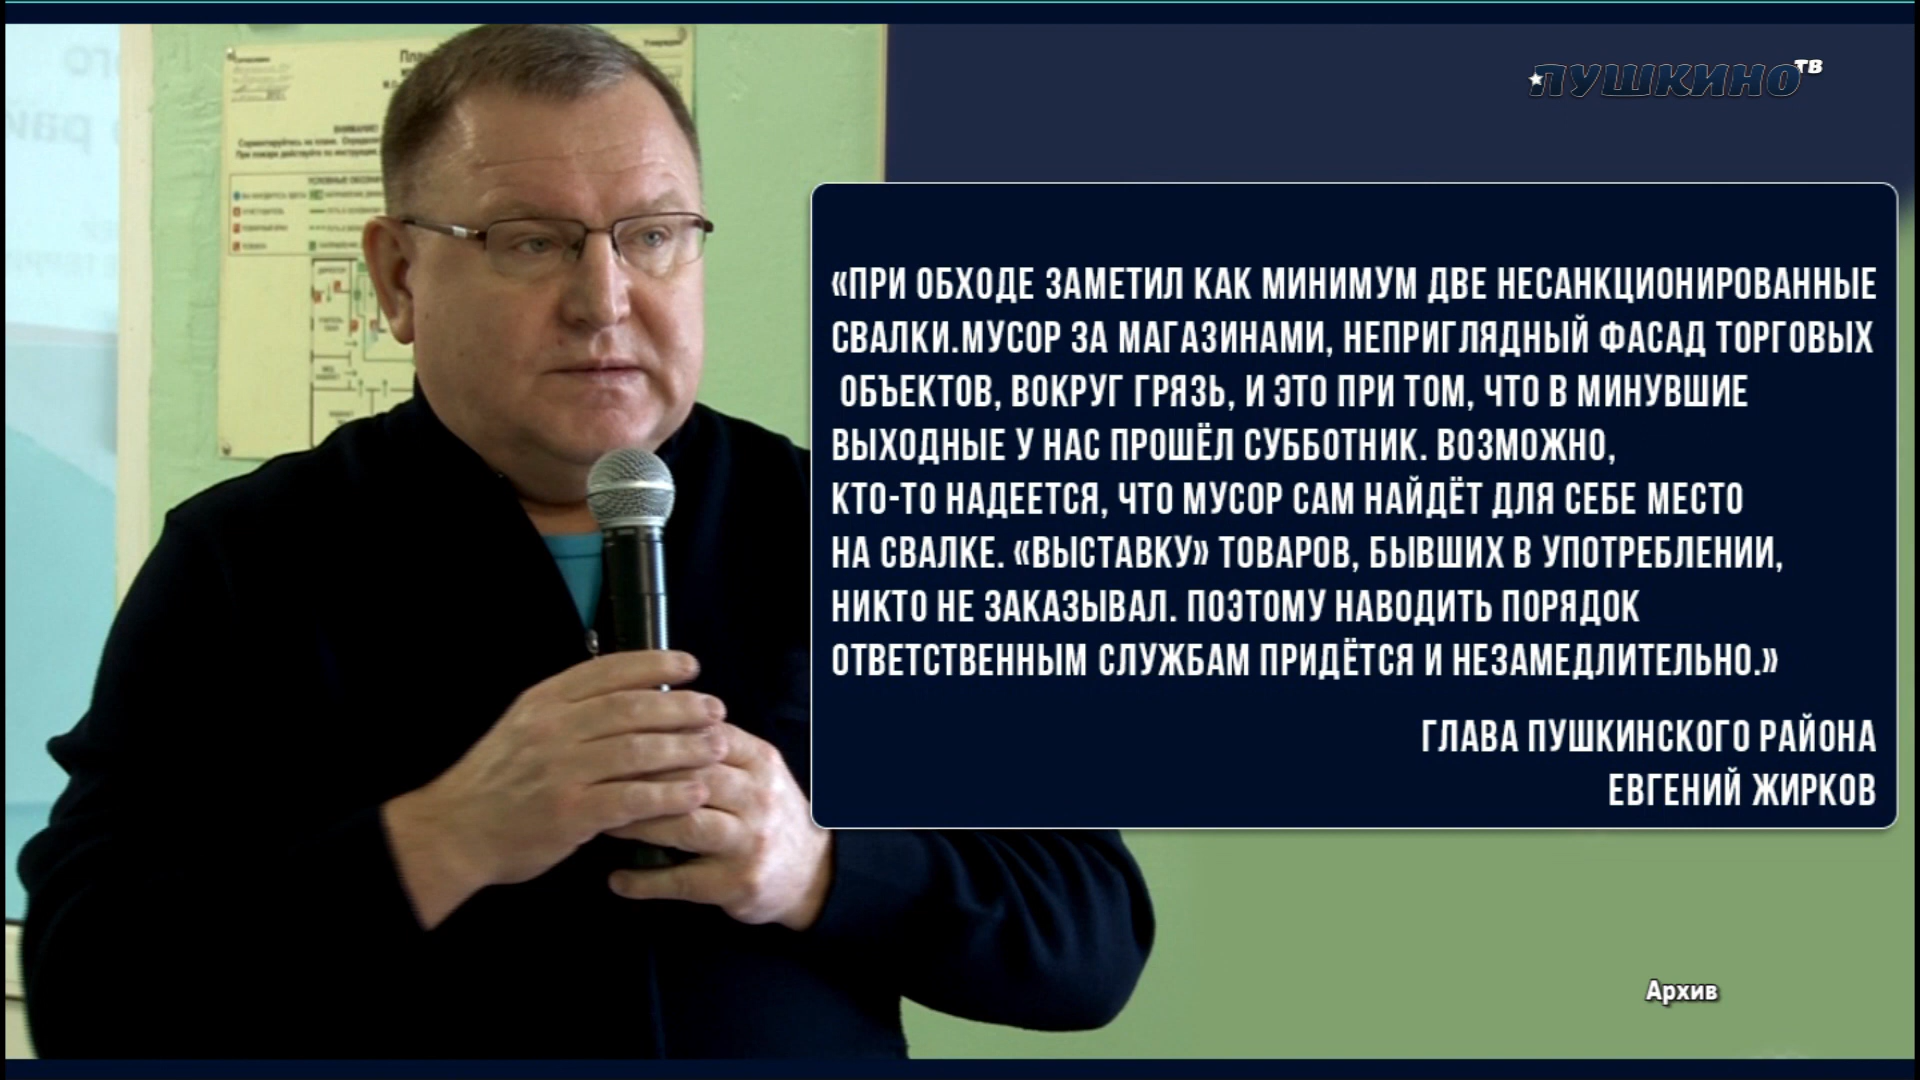 ПУШКИНО ТВ
План
ВНИМАНИЕ!
«ПРИ ОБХОДЕ ЗАМЕТИЛ КАК МИНИМУМ ДВЕ НЕСАНКЦИОНИРОВАННЫЕ
СВАЛКИ.МУСОР ЗА МАГАЗИНАМИ, НЕПРИГЛЯДНЫЙ ФАСАД ТОРГОВЫХ
ОБЪЕКТОВ, ВОКРУГ ГРЯЗЬ, И ЭТО ПРИ ТОМ, ЧТО В МИНУВШИЕ
ВЫХОДНЫЕ У НАС ПРОШЁЛ СУББОТНИК. ВОЗМОЖНО,
КТО-ТО НАДЕЕТСЯ, ЧТО МУСОР САМ НАЙДЁТ ДЛЯ СЕБЕ МЕСТО
НА СВАЛКЕ. «ВЫСТАВКУ» ТОВАРОВ, БЫВШИХ В УПОТРЕБЛЕНИИ,
НИКТО НЕ ЗАКАЗЫВАЛ. ПОЭТОМУ НАВОДИТЬ ПОРЯДОК
ОТВЕТСТВЕННЫМ СЛУЖБАМ ПРИДЁТСЯ И НЕЗАМЕДЛИТЕЛЬНО.»
ГЛАВА ПУШКИНСКОГО РАЙОНА
ЕВГЕНИЙ ЖИРКОВ
Архив